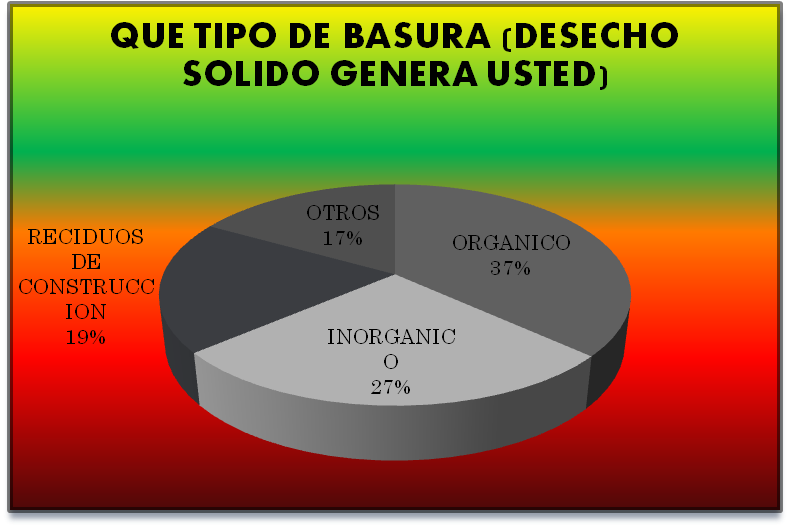 QUE TIPO DE BASURA (DESECHO
SOLIDO GENERA USTED)
OTROS
17%
ORGANICO
37%
RECIDUOS
DE
CONSTRUCC
ION
19%
INORGANIC
O
27%